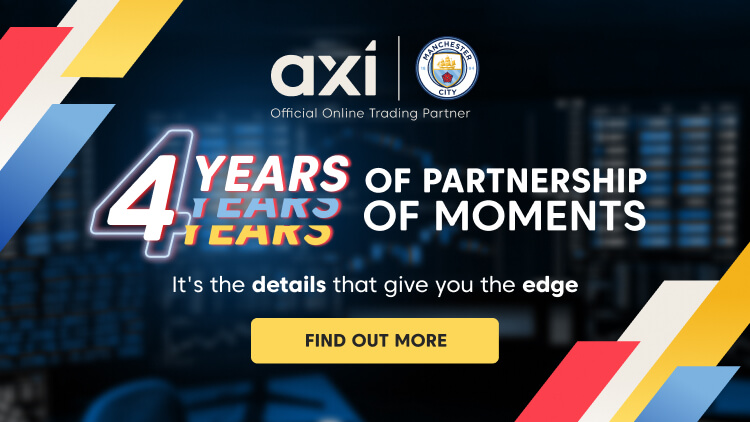 axi
MANCHESTER
CITY
Official Online Trading Partner
4 YEARS OF PARTNERSHIP
YEARS OF MOMENTS
YEARS
It's the details that give you the edge
FIND OUT MORE